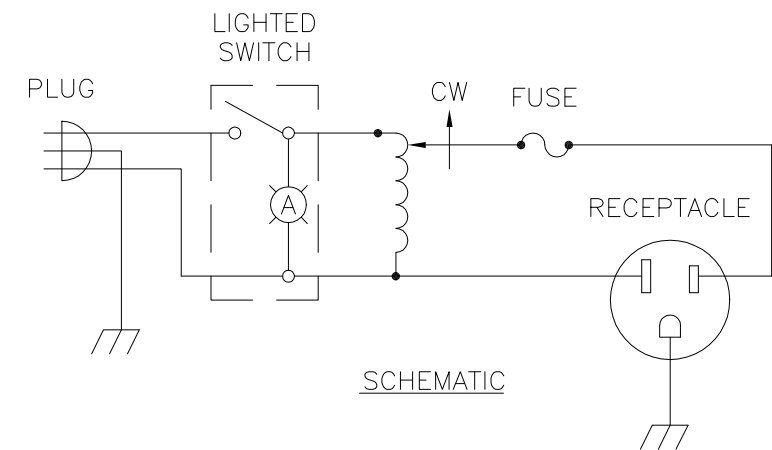 LIGHTED
SWITCH
PLUG
CW
FUSE
A
RECEPTACLE
SCHEMATIC